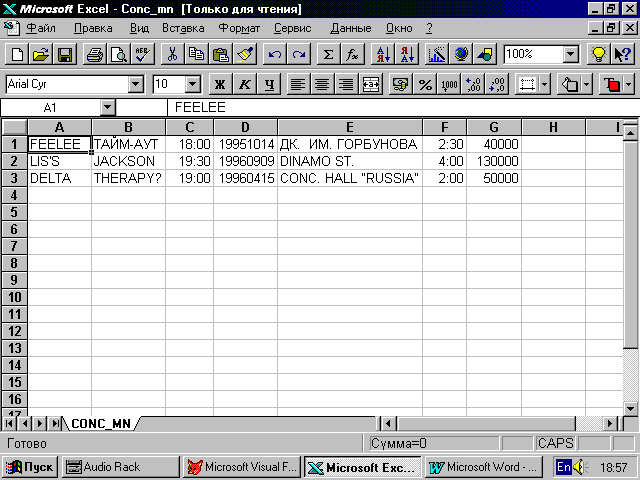 Microsoft Excel - Conc_mn [Только для чтения]
Файл Правка Вид Вставка Формат Сервис Данные Окно ?
ABC Σ fx А Я Я А 100% ?
Arial Cyr 10 Ж К Ч % 000 ,00 ,00 T
A1 FEELEE
A B C D E F G H I
1 FEELEE ТАЙМ-АУТ 18:00 19951014 ДК. ИМ. ГОРБУНОВА 2:30 40000
2 LIS'S JACKSON 19:30 19960909 DINAMO ST. 4:00 130000
3 DELTA THERAPY? 19:00 19960415 CONC. HALL "RUSSIA" 2:00 50000
4
5
6
7
8
9
10
11
12
13
14
15
16
17
CONC_MN
Готово Сумма=0 CAPS
Пуск Audio Rack Microsoft Visual F... Microsoft Exc... Microsoft Word - ... En 18:57